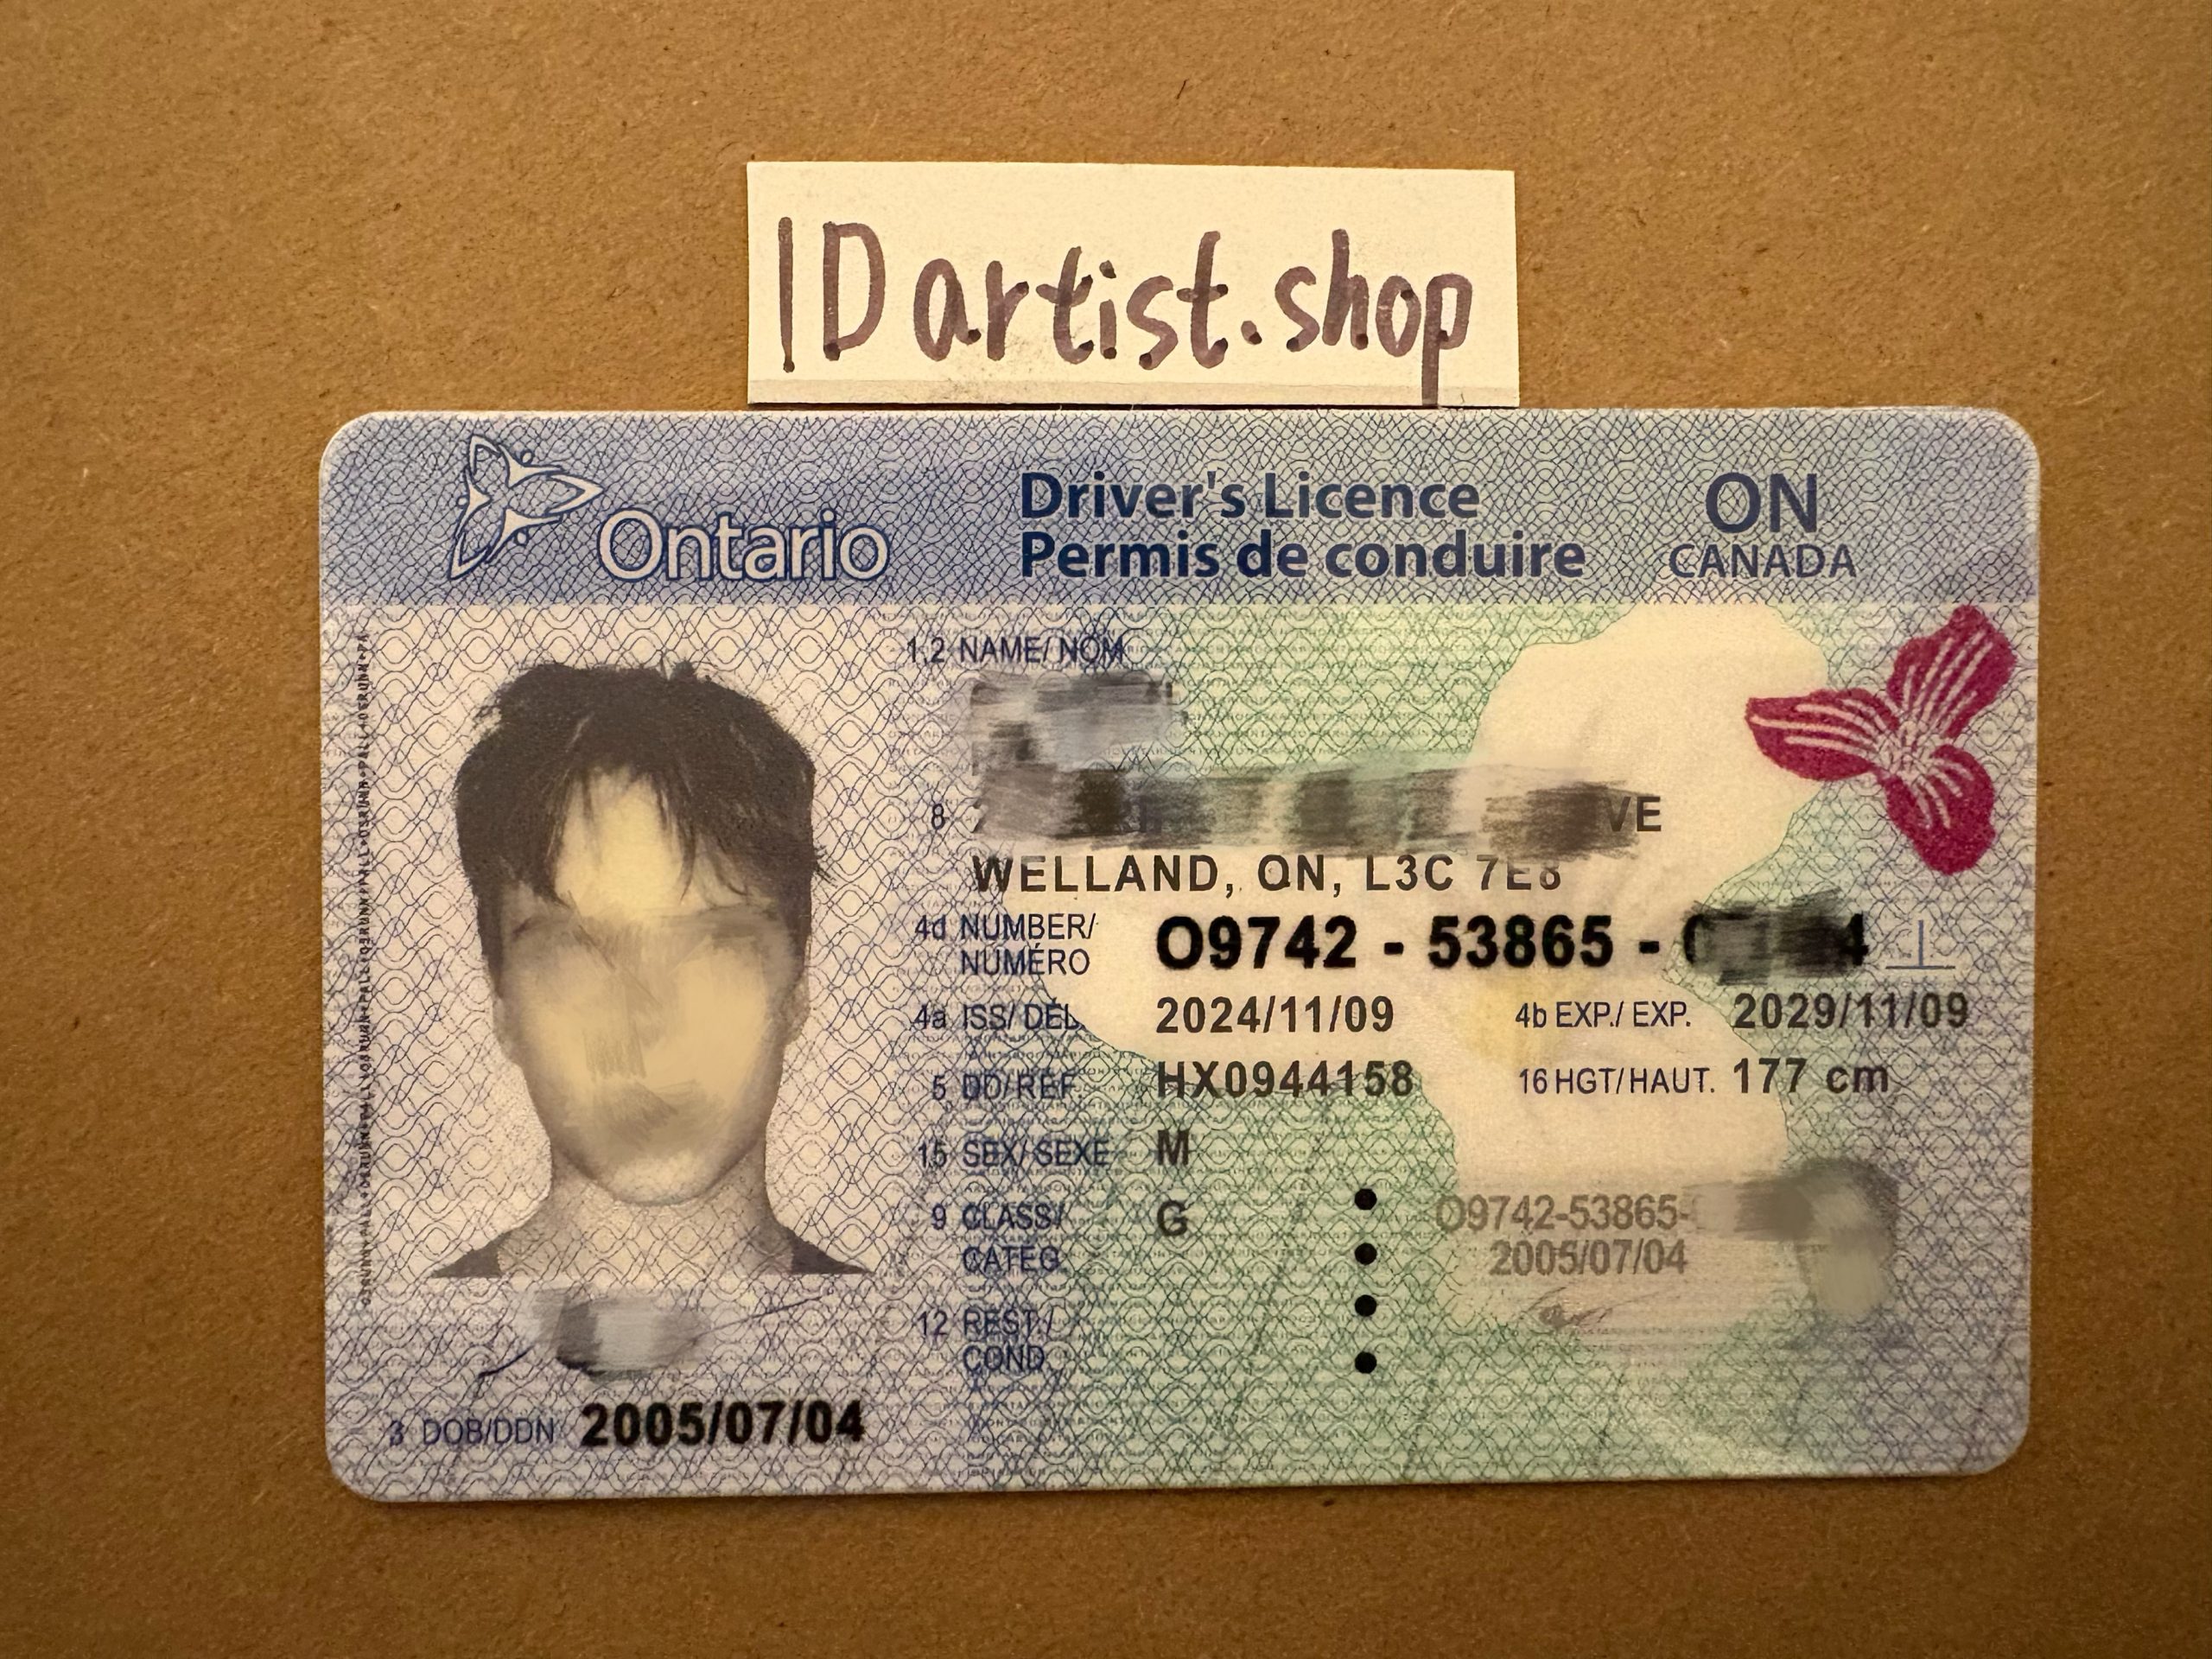 IDartist.shop
Ontario
Driver's Licence
Permis de conduire
ON
CANADA
1,2 NAME/ NOM
8
VE
WELLAND, ON, L3C 7E8
4d NUMBER/
NUMÉRO
O9742 - 53865 -
4a ISS/ DÉL. 2024/11/09 4b EXP./ EXP. 2029/11/09
5 DD/REF. HX0944158 16 HGT/HAUT. 177 cm
15 SEX/SEXE M
9 CLASS/
CATÉG. G
12 REST./
COND.
O9742-53865-
2005/07/04
3 DOB/DDN 2005/07/04